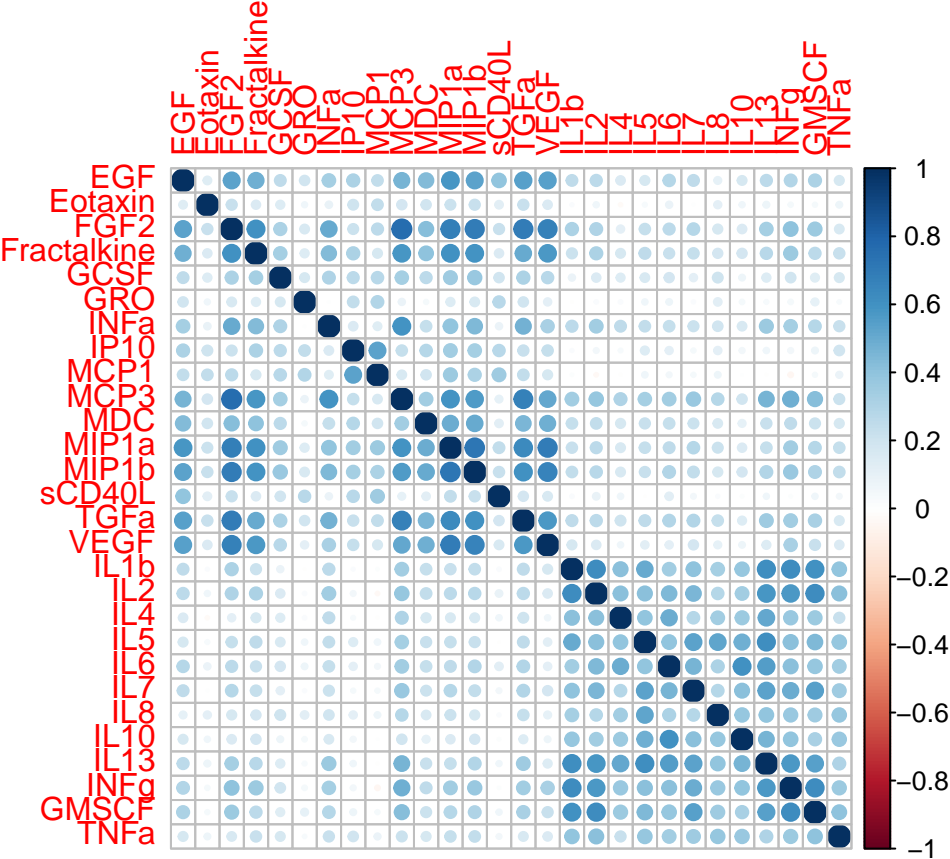 EGF
Eotaxin
FGF2
Fractalkine
GCSF
GRO
INFa
IP10
MCP1
MCP3
MDC
MIP1a
MIP1b
sCD40L
TGFa
VEGF
IL1b
IL2
IL4
IL5
IL6
IL7
IL8
IL10
IL13
INFg
GMSCF
TNFa
EGF
Eotaxin
FGF2
Fractalkine
GCSF
GRO
INFa
IP10
MCP1
MCP3
MDC
MIP1a
MIP1b
sCD40L
TGFa
VEGF
IL1b
IL2
IL4
IL5
IL6
IL7
IL8
IL10
IL13
INFg
GMSCF
TNFa
1
0.8
0.6
0.4
0.2
0
−0.2
−0.4
−0.6
−0.8
−1